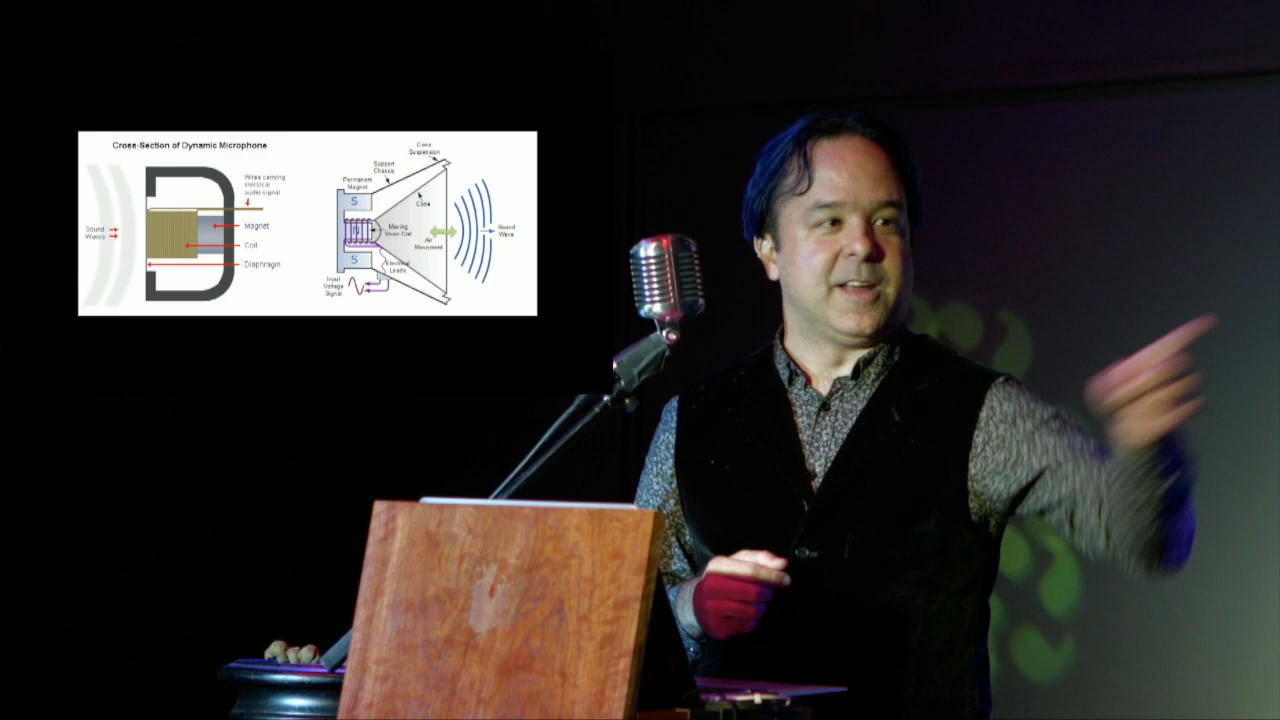 Cross-Section of Dynamic Microphone
Wires carrying
electrical
audio signal
Sound
Waves
Magnet
Coil
Diaphragm
Cone
Suspension
Support
Chassis
Permanent
Magnet
S
Cone
N
Moving
Voice Coil
Air
Movement
Sound
Wave
S
Electrical
Leads
Input
Voltage
Signal